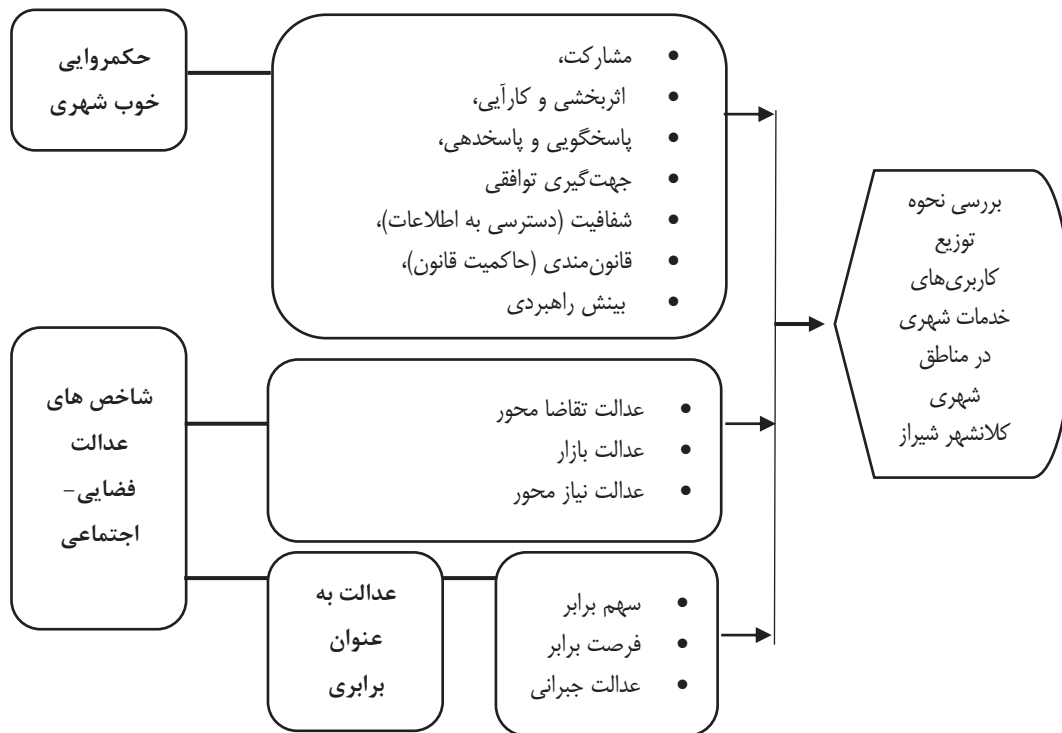 حکمروایی
خوب شهری
• مشارکت،
• اثربخشی و کارآیی،
• پاسخگویی و پاسخدهی،
• جهت‌گیری توافقی
• شفافیت (دسترسی به اطلاعات)،
• قانون‌مندی (حاکمیت قانون)،
• بینش راهبردی
شاخص های
عدالت
فضایی-
اجتماعی
• عدالت تقاضا محور
• عدالت بازار
• عدالت نیاز محور
عدالت به
عنوان
برابری
• سهم برابر
• فرصت برابر
• عدالت جبرانی
بررسی نحوه
توزیع
کاربری‌های
خدمات شهری
در مناطق
شهری
کلانشهر شیراز